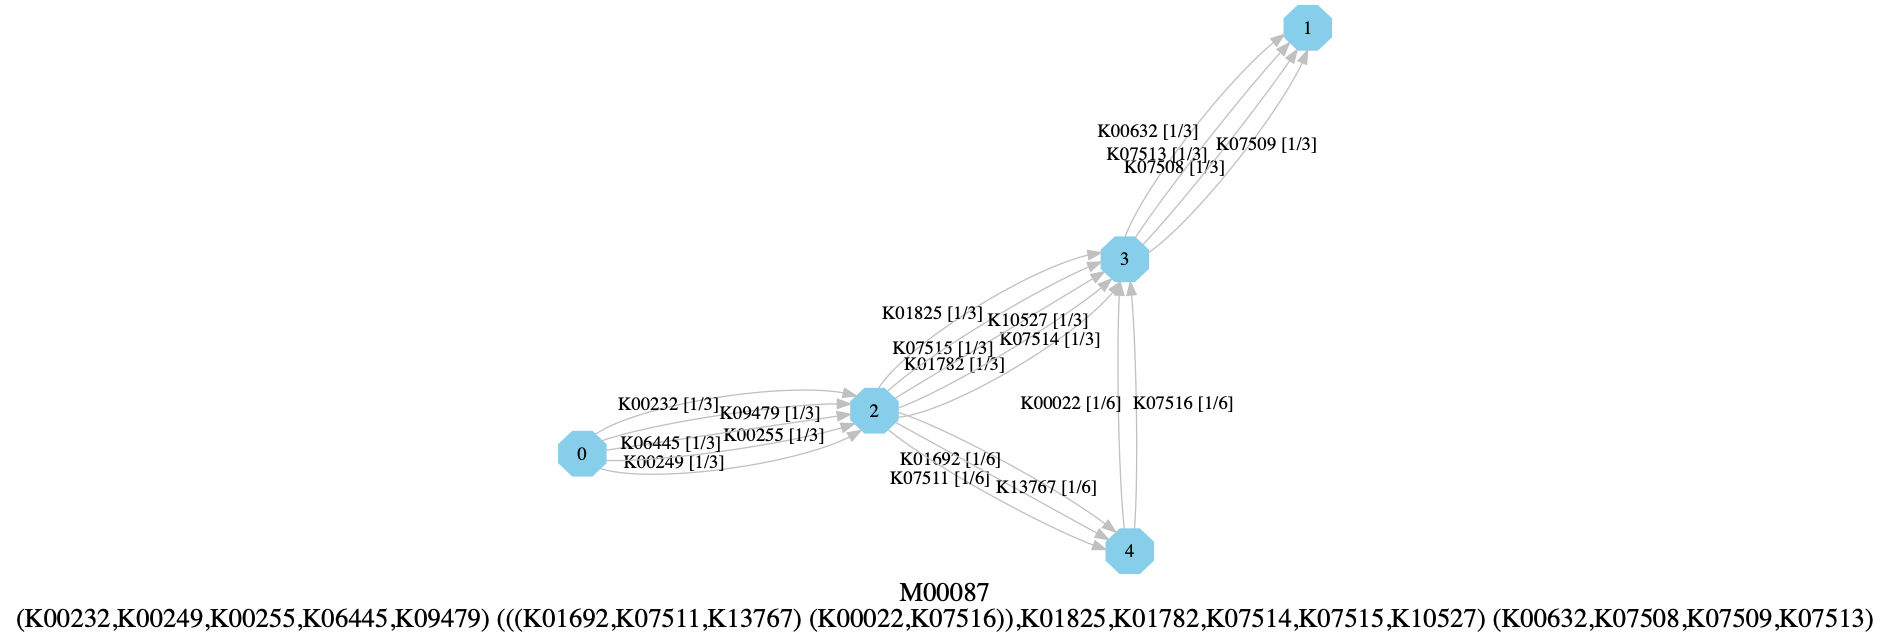 1
K00632 [1/3]
K07509 [1/3]
K07513 [1/3]
K07508 [1/3]
3
K01825 [1/3]
K10527 [1/3]
K07514 [1/3]
K07515 [1/3]
K01782 [1/3]
K00022 [1/6]
K07516 [1/6]
K00232 [1/3]
K09479 [1/3]
2
K06445 [1/3]
K00255 [1/3]
0
K00249 [1/3]
K01692 [1/6]
K07511 [1/6]
K13767 [1/6]
4
M00087
(K00232,K00249,K00255,K06445,K09479) (((K01692,K07511,K13767) (K00022,K07516)),K01825,K01782,K07514,K07515,K10527) (K00632,K07508,K07509,K07513)